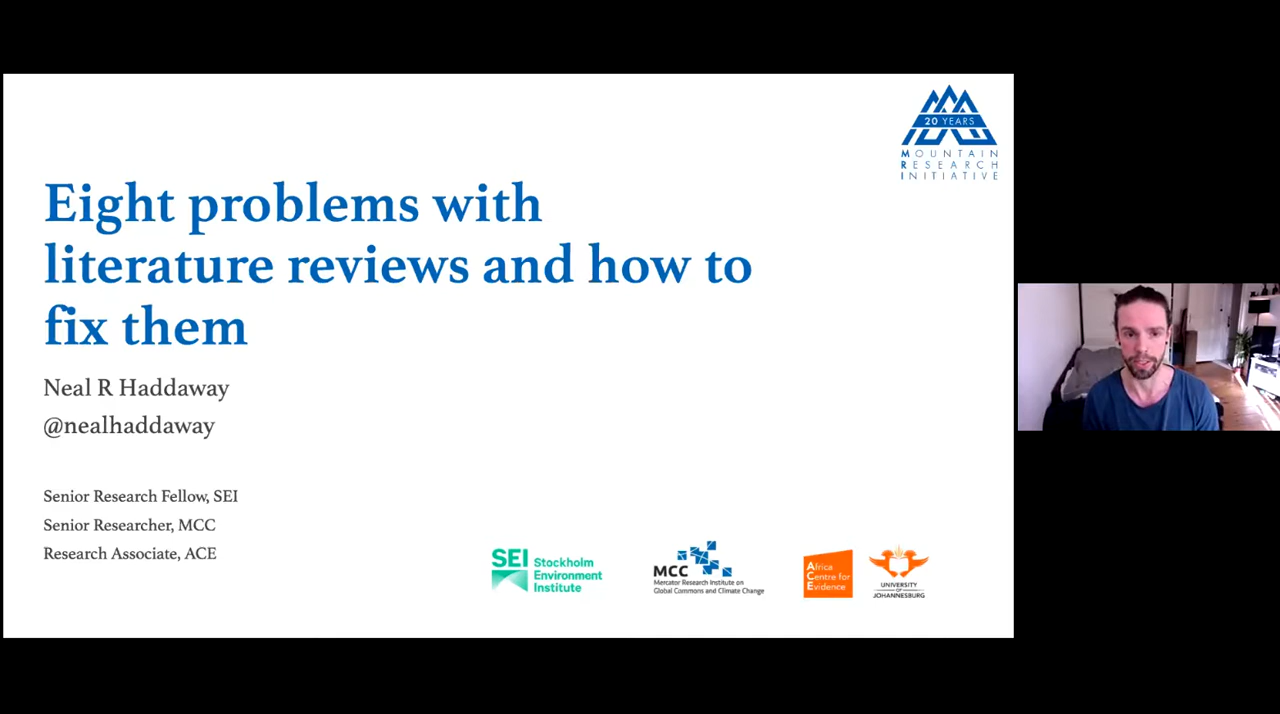 20 YEARS
MOUNTAIN
RESEARCH
INITIATIVE
Eight problems with
literature reviews and how to
fix them
Neal R Haddaway
@nealhaddaway
Senior Research Fellow, SEI
Senior Researcher, MCC
Research Associate, ACE
SEI Stockholm
Environment
Institute
MCC
Mercator Research Institute on
Global Commons and Climate Change
ACE
Africa
Centre for
Evidence
UNIVERSITY
OF
JOHANNESBURG